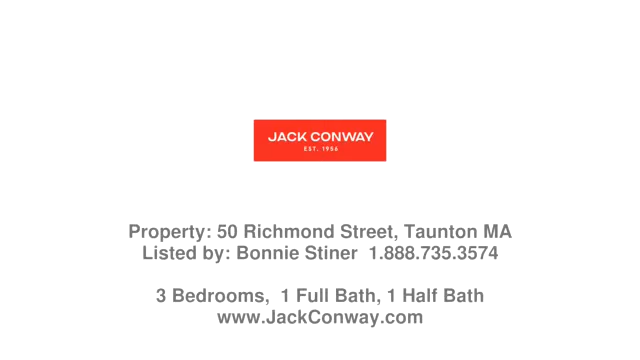 JACK CONWAY
EST. 1956
Property: 50 Richmond Street, Taunton MA
Listed by: Bonnie Stiner  1.888.735.3574
3 Bedrooms,  1 Full Bath, 1 Half Bath
www.JackConway.com